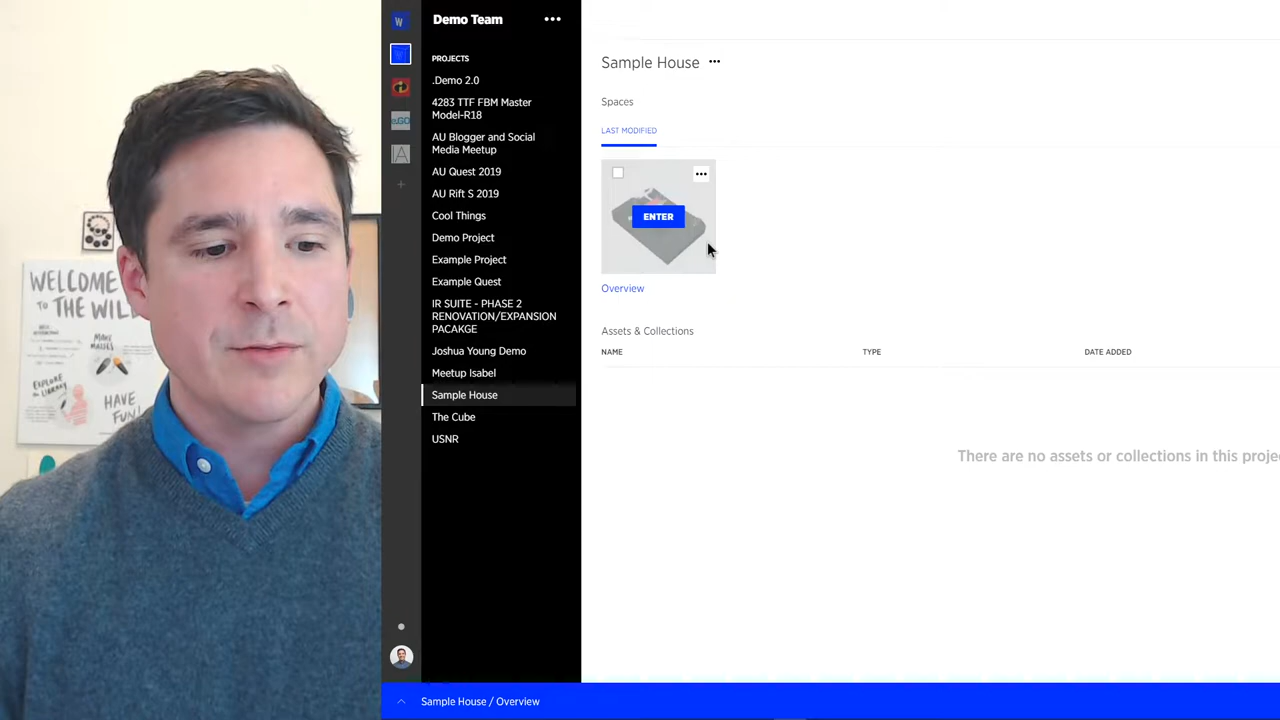 W
Demo Team
PROJECTS
.Demo 2.0
4283 TTF FBM Master
Model-R18
AU Blogger and Social
Media Meetup
AU Quest 2019
AU Rift S 2019
Cool Things
Demo Project
Example Project
Example Quest
IR SUITE - PHASE 2
RENOVATION/EXPANSION
PACAKGE
Joshua Young Demo
Meetup Isabel
Sample House
The Cube
USNR
Sample House
Spaces
LAST MODIFIED
ENTER
Overview
Assets & Collections
NAME TYPE DATE ADDED
There are no assets or collections in this projec
Sample House / Overview
WELCOME
TO THE WILD
MAKE
EXPLORE
HAVE
FUN!